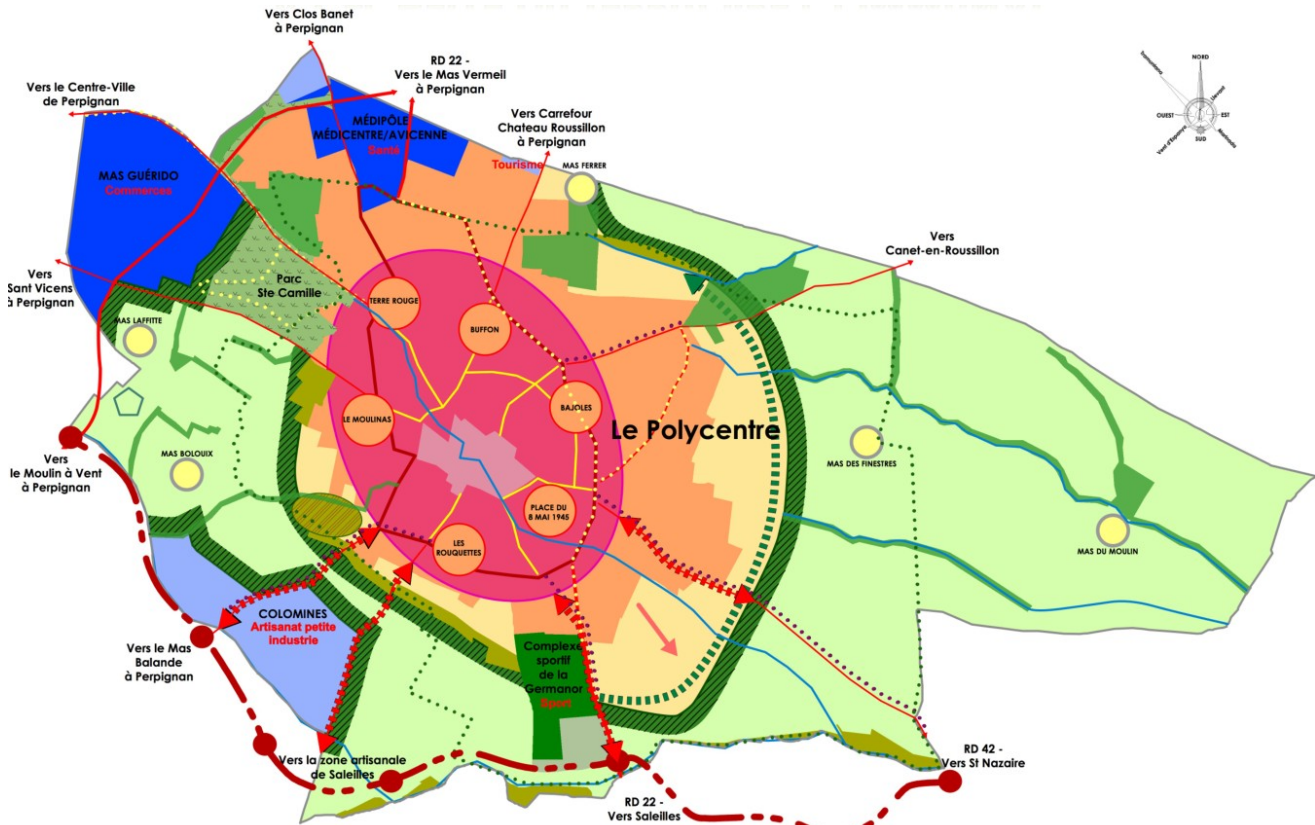 Vers Clos Banet
à Perpignan
RD 22 -
Vers le Mas Vermeil
à Perpignan
Vers le Centre-Ville
de Perpignan
Vers Carrefour
Chateau Roussillon
à Perpignan
MÉDIPÔLE
MÉDICENTRE/AVICENNE
Santé
Tourisme
MAS FERRER
MAS GUÉRIDO
Commerces
Vers
Canet-en-Roussillon
Vers
Sant Vicens
à Perpignan
Parc
Ste Camille
TERRE ROUGE
BUFFON
MAS LAFFITTE
LE MOULINAS
BAJOLES
Le Polycentre
MAS BOLOUIX
MAS DES FINESTRES
Vers
le Moulin à Vent
à Perpignan
PLACE DU
8 MAI 1945
LES
ROUQUETTES
MAS DU MOULIN
COLOMINES
Artisanat petite
industrie
Vers le Mas
Balande
à Perpignan
Complexe
sportif
de la
Germanor
Sport
Vers la zone artisanale
de Saleilles
RD 22 -
Vers Saleilles
RD 42 -
Vers St Nazaire
NORD
Tramontane
OUEST
EST
SUD
Vent d'Espagne
Marinada